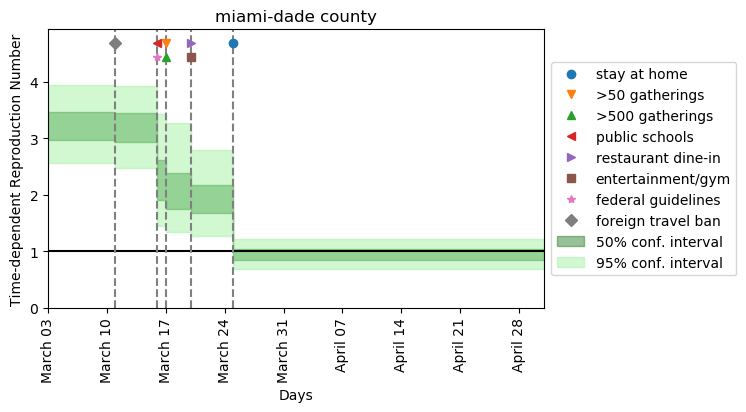 miami-dade county
Time-dependent Reproduction Number
4
3
2
1
0
March 03
March 10
March 17
March 24
March 31
April 07
April 14
April 21
April 28
Days
stay at home
>50 gatherings
>500 gatherings
public schools
restaurant dine-in
entertainment/gym
federal guidelines
foreign travel ban
50% conf. interval
95% conf. interval